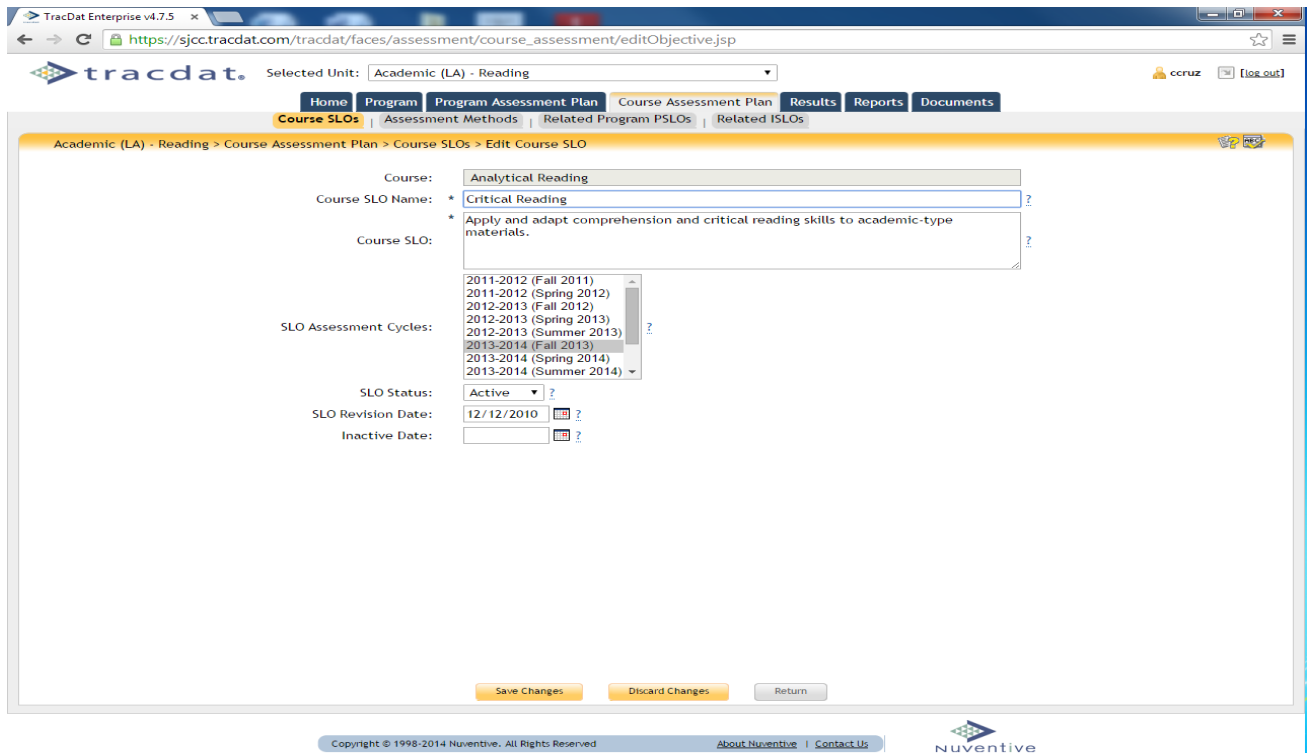 TracDat Enterprise v4.7.5
https://sjcc.tracdat.com/tracdat/faces/assessment/course_assessment/editObjective.jsp
tracdat. Selected Unit: Academic (LA) - Reading ccruz [log out]
Home Program Program Assessment Plan Course Assessment Plan Results Reports Documents
Course SLOs | Assessment Methods | Related Program PSLOs | Related ISLOs
Academic (LA) - Reading > Course Assessment Plan > Course SLOs > Edit Course SLO ABC
Course: Analytical Reading
Course SLO Name: * Critical Reading ?
* Apply and adapt comprehension and critical reading skills to academic-type
materials.
Course SLO: ?
2011-2012 (Fall 2011)
2011-2012 (Spring 2012)
2012-2013 (Fall 2012)
2012-2013 (Spring 2013)
SLO Assessment Cycles: 2012-2013 (Summer 2013) ?
2013-2014 (Fall 2013)
2013-2014 (Spring 2014)
2013-2014 (Summer 2014)
SLO Status: Active ?
SLO Revision Date: 12/12/2010 ?
Inactive Date: ?
Save Changes Discard Changes Return
Copyright © 1998-2014 Nuventive. All Rights Reserved About Nuventive | Contact Us
nuventive